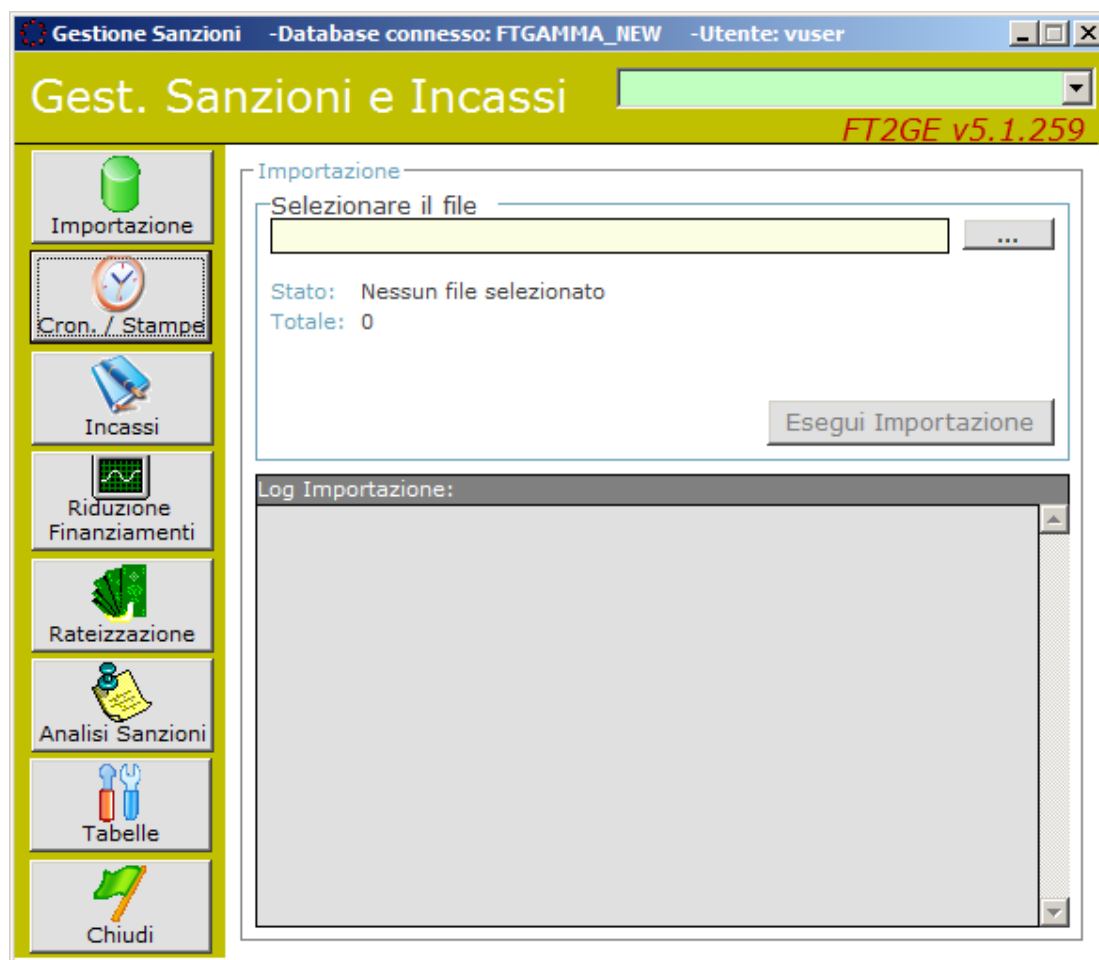 Gestione Sanzioni -Database connesso: FTGAMMA_NEW -Utente: vuser
Gest. Sanzioni e Incassi
FT2GE v5.1.259
Importazione
Cron. / Stampe
Incassi
Riduzione
Finanziamenti
Rateizzazione
Analisi Sanzioni
Tabelle
Chiudi
Importazione
Selezionare il file
...
Stato: Nessun file selezionato
Totale: 0
Esegui Importazione
Log Importazione: